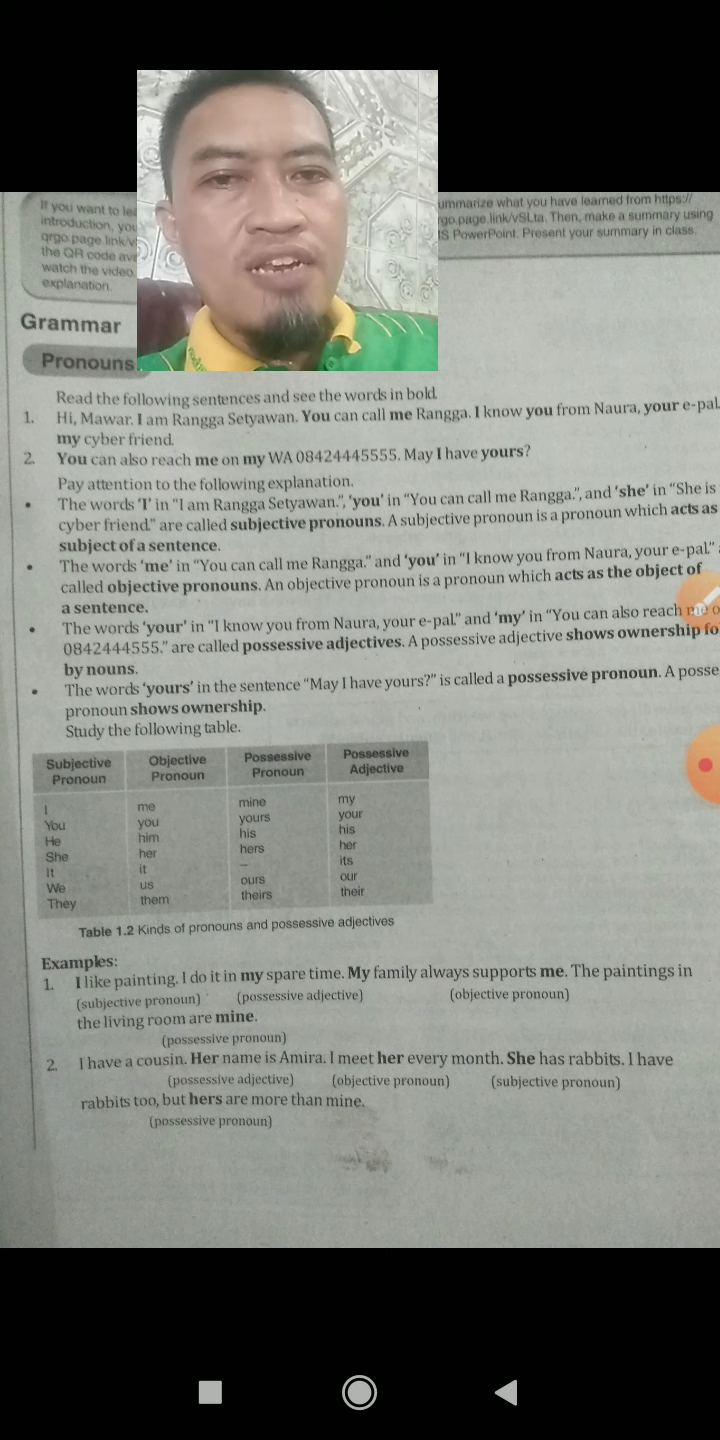 If you want to
introduction, you
qrgo.page.link/v
the QR code
watch the video
explanation.
ummarize what you have learned from https://
rgo.page.link/vSLta. Then, make a summary using
S PowerPoint. Present your summary in class.
Grammar
Pronouns
Read the following sentences and see the words in bold.
1. Hi, Mawar. I am Rangga Setyawan. You can call me Rangga. I know you from Naura, your e-pal
my cyber friend.
2. You can also reach me on my WA 08424445555. May I have yours?
Pay attention to the following explanation.
• The words 'I' in "I am Rangga Setyawan.", 'you' in "You can call me Rangga.", and 'she' in "She is
cyber friend." are called subjective pronouns. A subjective pronoun is a pronoun which acts as
subject of a sentence.
• The words 'me' in "You can call me Rangga." and 'you' in "I know you from Naura, your e-pal."
called objective pronouns. An objective pronoun is a pronoun which acts as the object of
a sentence.
• The words 'your' in "I know you from Naura, your e-pal." and 'my' in "You can also reach me o
0842444555." are called possessive adjectives. A possessive adjective shows ownership fo
by nouns.
• The words 'yours' in the sentence "May I have yours?" is called a possessive pronoun. A posse
pronoun shows ownership.
Study the following table.
Subjective Pronoun Objective Pronoun Possessive Pronoun Possessive Adjective
I me mine my
You you yours your
He him his his
She her hers her
It it – its
We us ours our
They them theirs their
Table 1.2 Kinds of pronouns and possessive adjectives
Examples:
1. I like painting. I do it in my spare time. My family always supports me. The paintings in
(subjective pronoun) (possessive adjective) (objective pronoun)
the living room are mine.
(possessive pronoun)
2. I have a cousin. Her name is Amira. I meet her every month. She has rabbits. I have
(possessive adjective) (objective pronoun) (subjective pronoun)
rabbits too, but hers are more than mine.
(possessive pronoun)